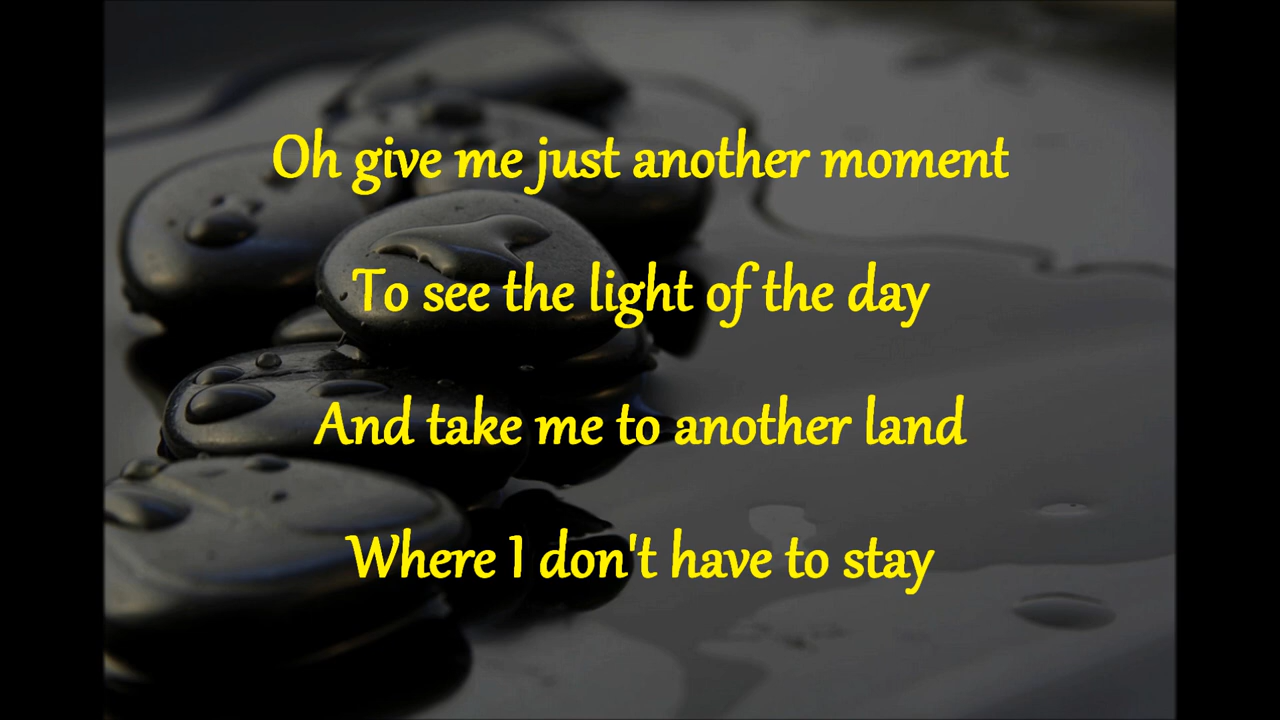 Oh give me just another moment
To see the light of the day
And take me to another land
Where I don't have to stay